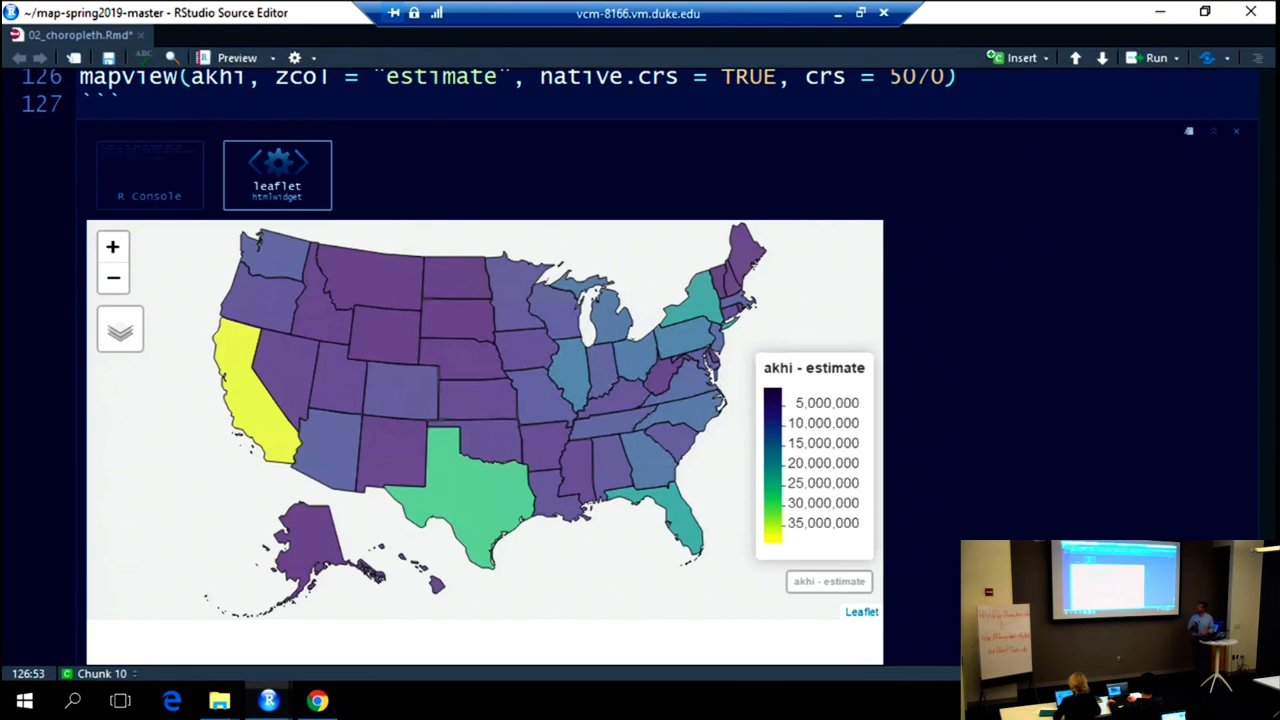 ~/map-spring2019-master - RStudio Source Editor
vcm-8166.vm.duke.edu
02_choropleth.Rmd*
ABC
Preview
Insert
Run
126 mapview(akhi, zcol = "estimate", native.crs = TRUE, crs = 5070)
127 ```
R Console
leaflet
htmlwidget
+
−
akhi - estimate
5,000,000
10,000,000
15,000,000
20,000,000
25,000,000
30,000,000
35,000,000
akhi - estimate
Leaflet
126:53
Chunk 10